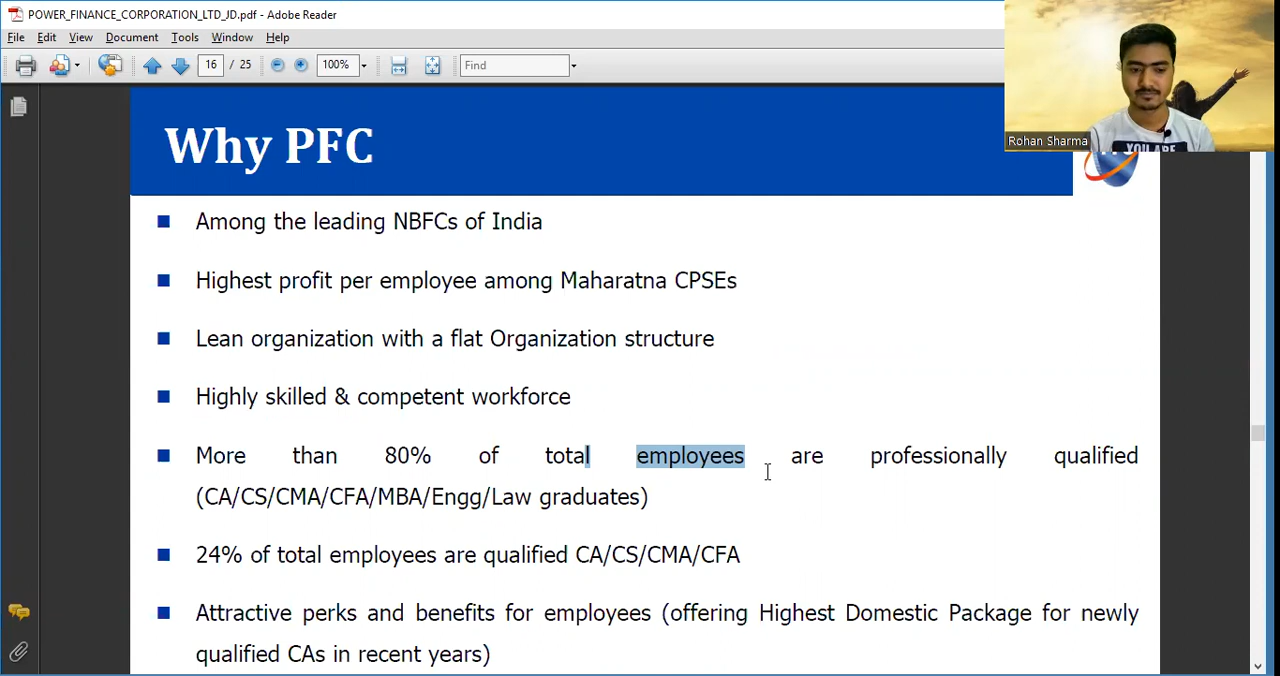 POWER_FINANCE_CORPORATION_LTD_JD.pdf - Adobe Reader
File Edit View Document Tools Window Help
16 / 25 100% Find
Rohan Sharma
YOU ARE
Why PFC
Among the leading NBFCs of India
Highest profit per employee among Maharatna CPSEs
Lean organization with a flat Organization structure
Highly skilled & competent workforce
More than 80% of total employees are professionally qualified
(CA/CS/CMA/CFA/MBA/Engg/Law graduates)
24% of total employees are qualified CA/CS/CMA/CFA
Attractive perks and benefits for employees (offering Highest Domestic Package for newly
qualified CAs in recent years)